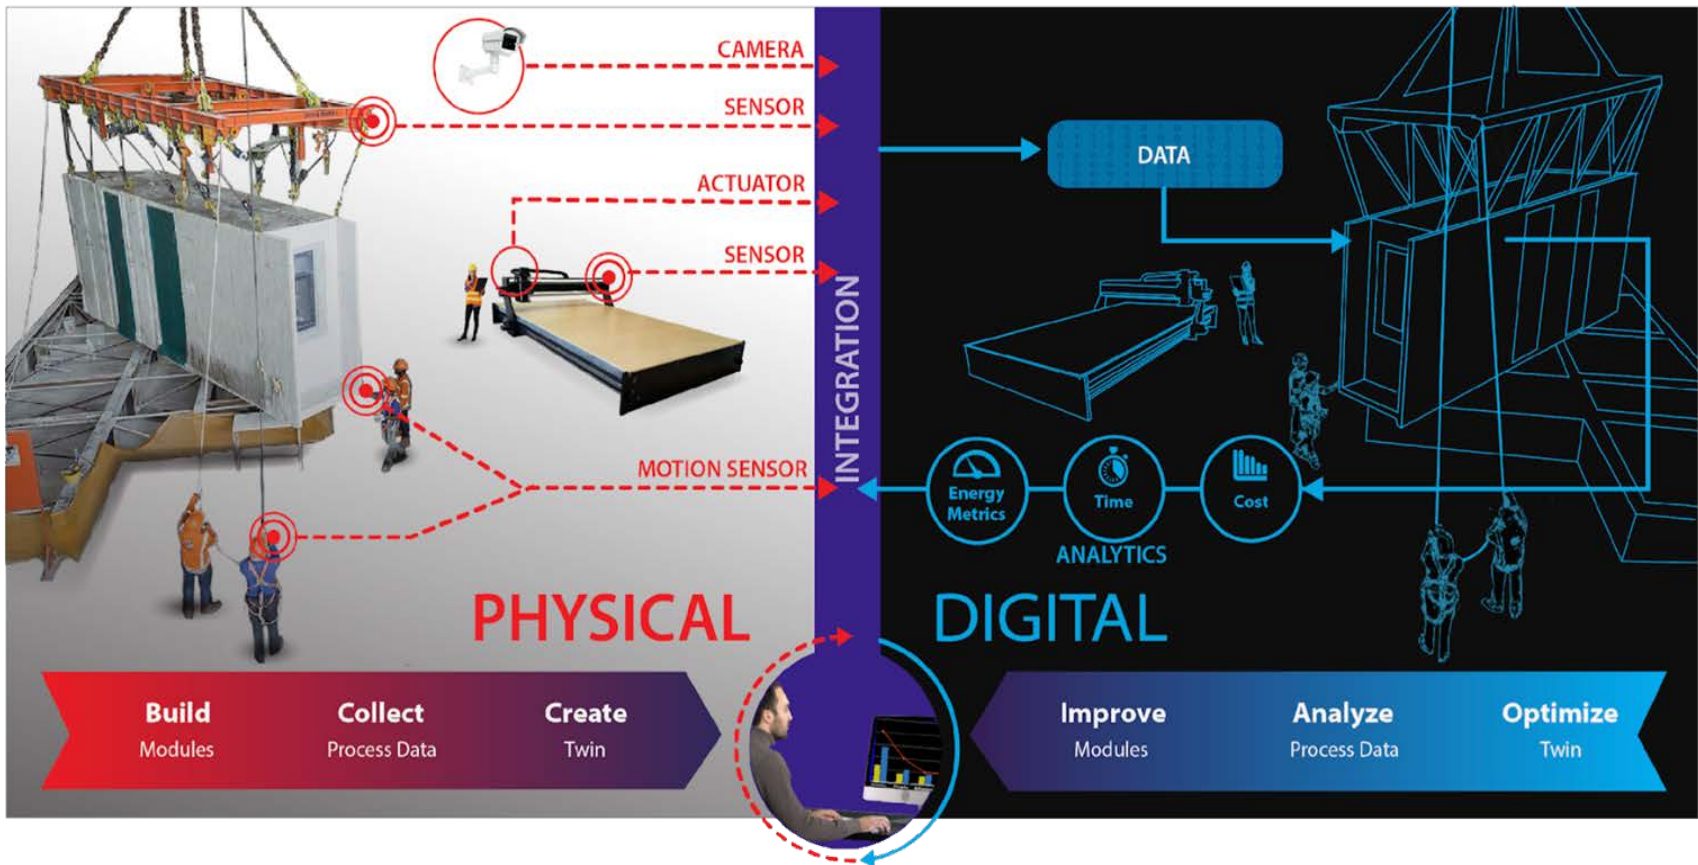 CAMERA
SENSOR
ACTUATOR
SENSOR
MOTION SENSOR
INTEGRATION
DATA
Energy
Metrics
Time
Cost
ANALYTICS
PHYSICAL
DIGITAL
Build
Modules
Collect
Process Data
Create
Twin
Improve
Modules
Analyze
Process Data
Optimize
Twin